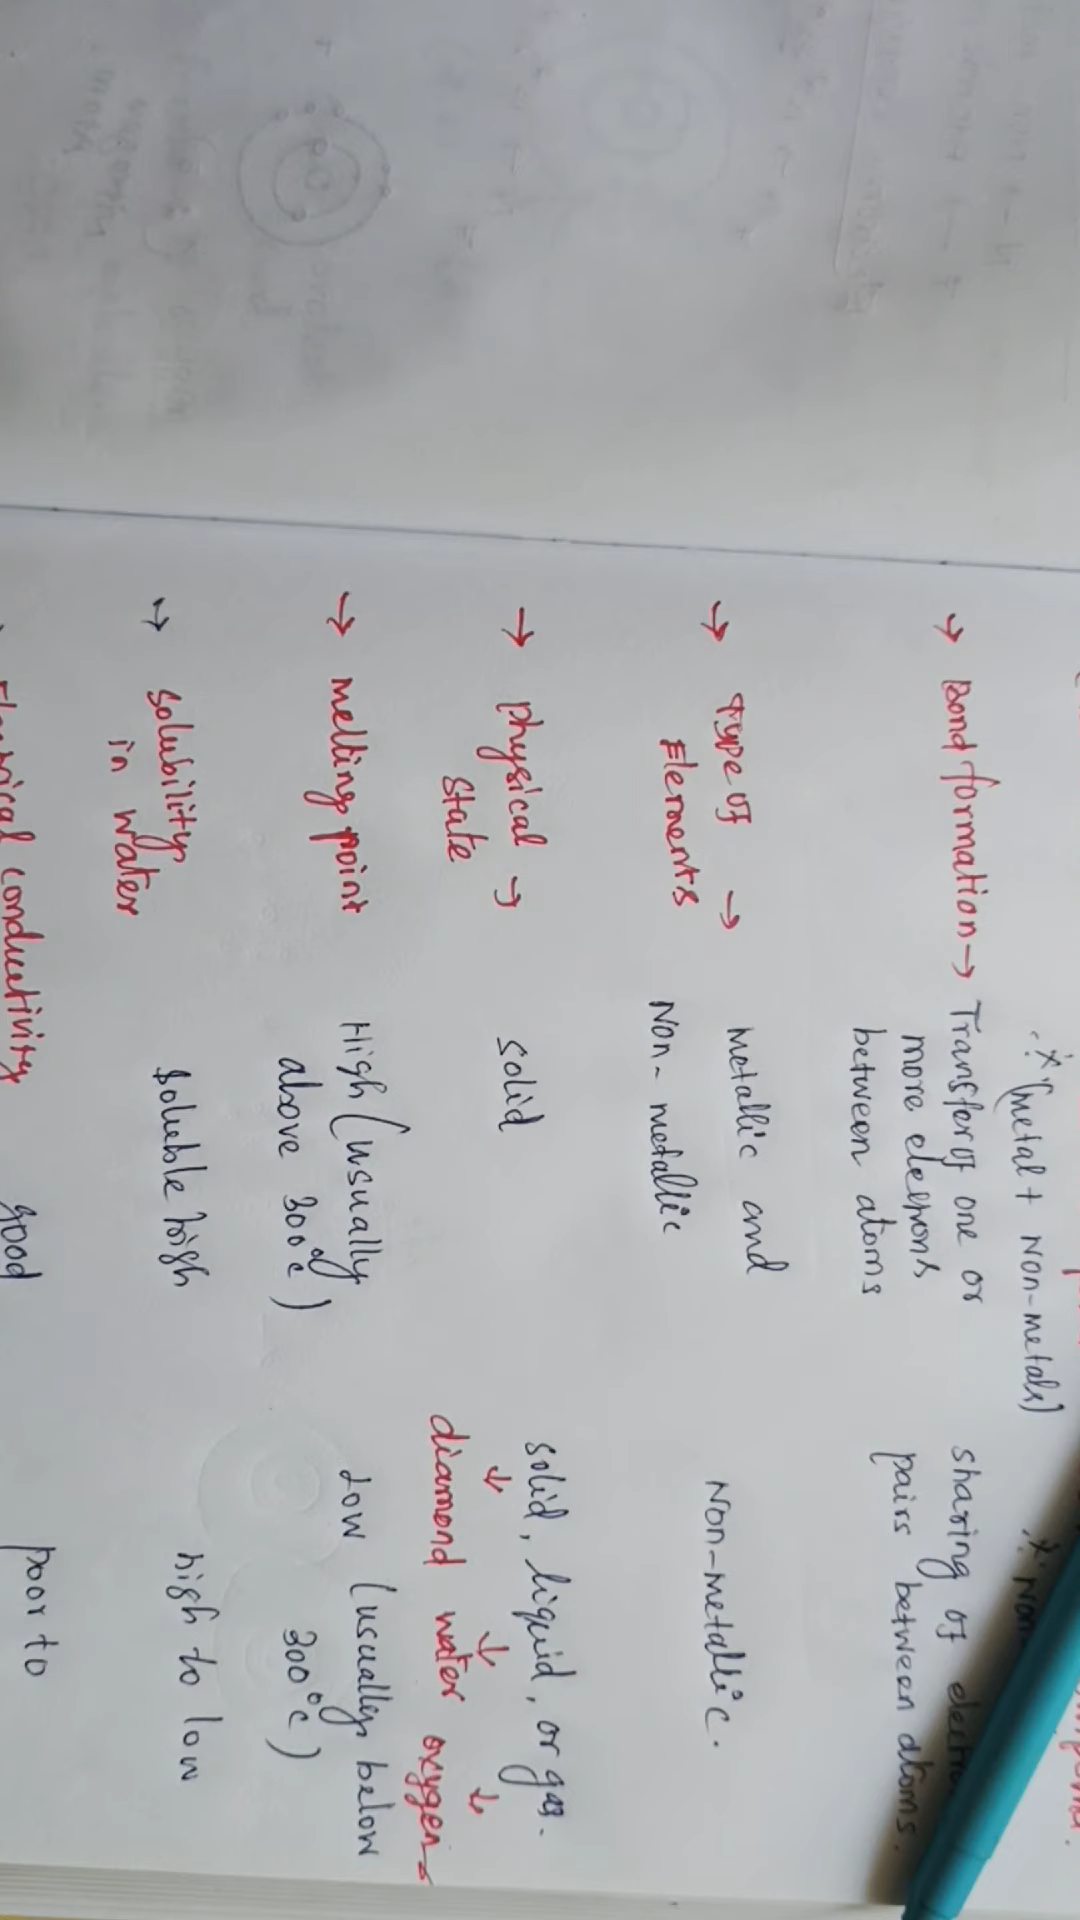 *(metal + Non-metals)
→ Bond formation → Transfer of one or sharing of
more electrons pairs between atoms.
between atoms
→ Type of → metallic and Non-metallic.
Elements Non-metallic
→ physical → solid solid, liquid, or gas.
state ↓ ↓ ↓
diamond water oxygen
→ melting point High (usually Low (usually below
above 300°C) 300°C)
→ solubility soluble high high to low
in water
conductivity good poor to